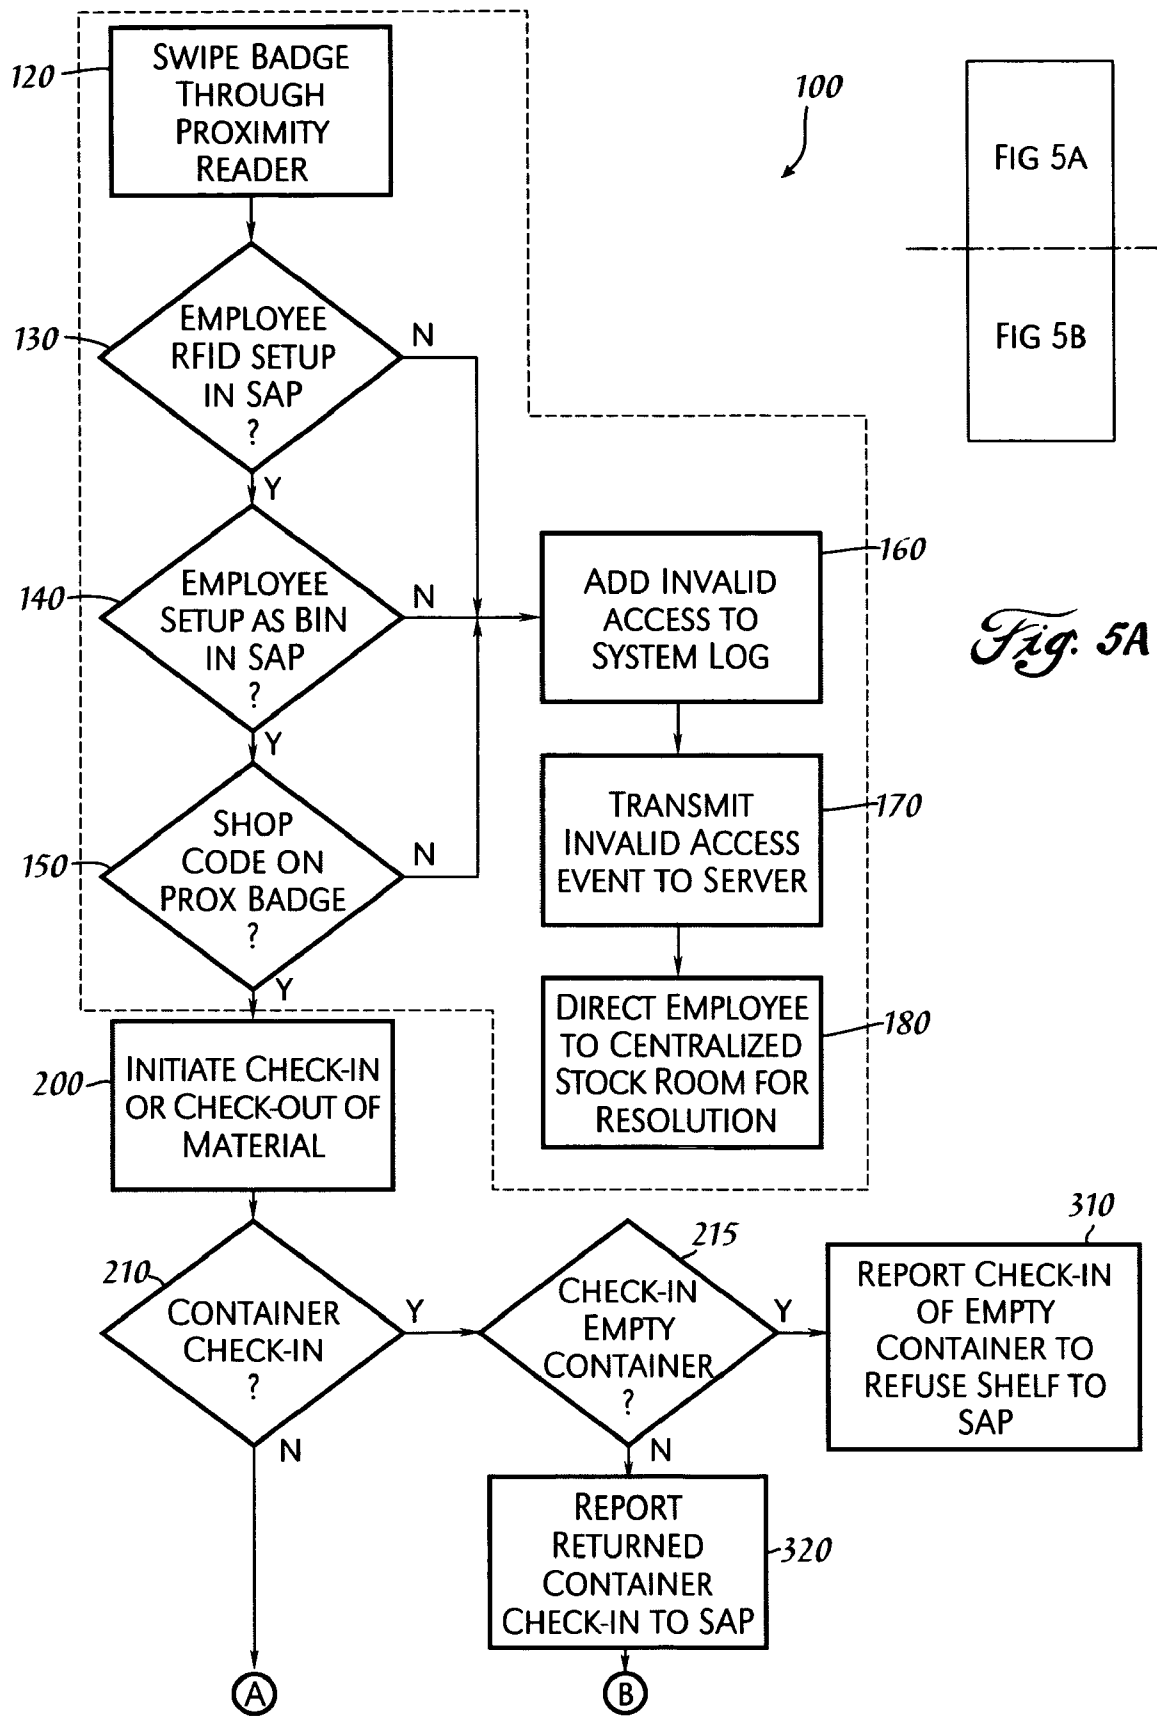 120
SWIPE BADGE
THROUGH
PROXIMITY
READER
100
FIG 5A
FIG 5B
130
EMPLOYEE
RFID SETUP
IN SAP
?
N
Y
140
EMPLOYEE
SETUP AS BIN
IN SAP
?
N
Y
160
ADD INVALID
ACCESS TO
SYSTEM LOG
Fig. 5A
150
SHOP
CODE ON
PROX BADGE
?
N
Y
170
TRANSMIT
INVALID ACCESS
EVENT TO SERVER
180
DIRECT EMPLOYEE
TO CENTRALIZED
STOCK ROOM FOR
RESOLUTION
200
INITIATE CHECK-IN
OR CHECK-OUT OF
MATERIAL
210
CONTAINER
CHECK-IN
?
Y
N
215
CHECK-IN
EMPTY
CONTAINER
?
Y
N
310
REPORT CHECK-IN
OF EMPTY
CONTAINER TO
REFUSE SHELF TO
SAP
REPORT
RETURNED
CONTAINER
CHECK-IN TO SAP
320
A
B